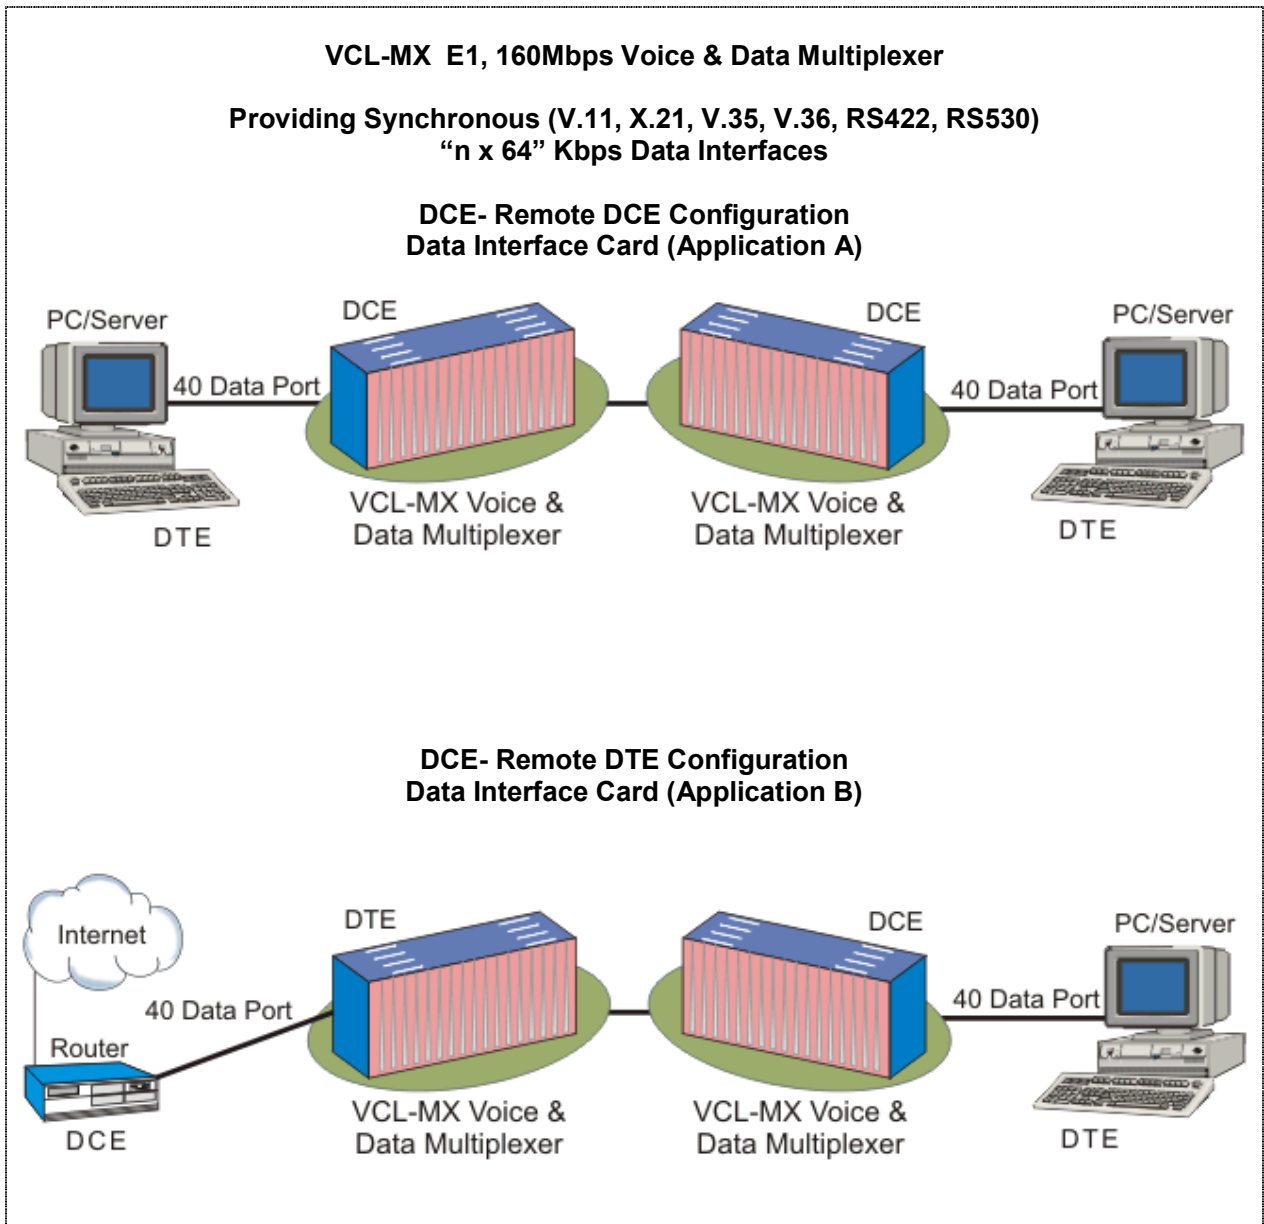 VCL-MX E1, 160Mbps Voice & Data Multiplexer
Providing Synchronous (V.11, X.21, V.35, V.36, RS422, RS530)
“n x 64” Kbps Data Interfaces
DCE- Remote DCE Configuration
Data Interface Card (Application A)
PC/Server
DCE
DCE
PC/Server
40 Data Port
40 Data Port
VCL-MX Voice &
Data Multiplexer
VCL-MX Voice &
Data Multiplexer
DTE
DTE
DCE- Remote DTE Configuration
Data Interface Card (Application B)
Internet
DTE
DCE
PC/Server
40 Data Port
40 Data Port
Router
DCE
VCL-MX Voice &
Data Multiplexer
VCL-MX Voice &
Data Multiplexer
DTE